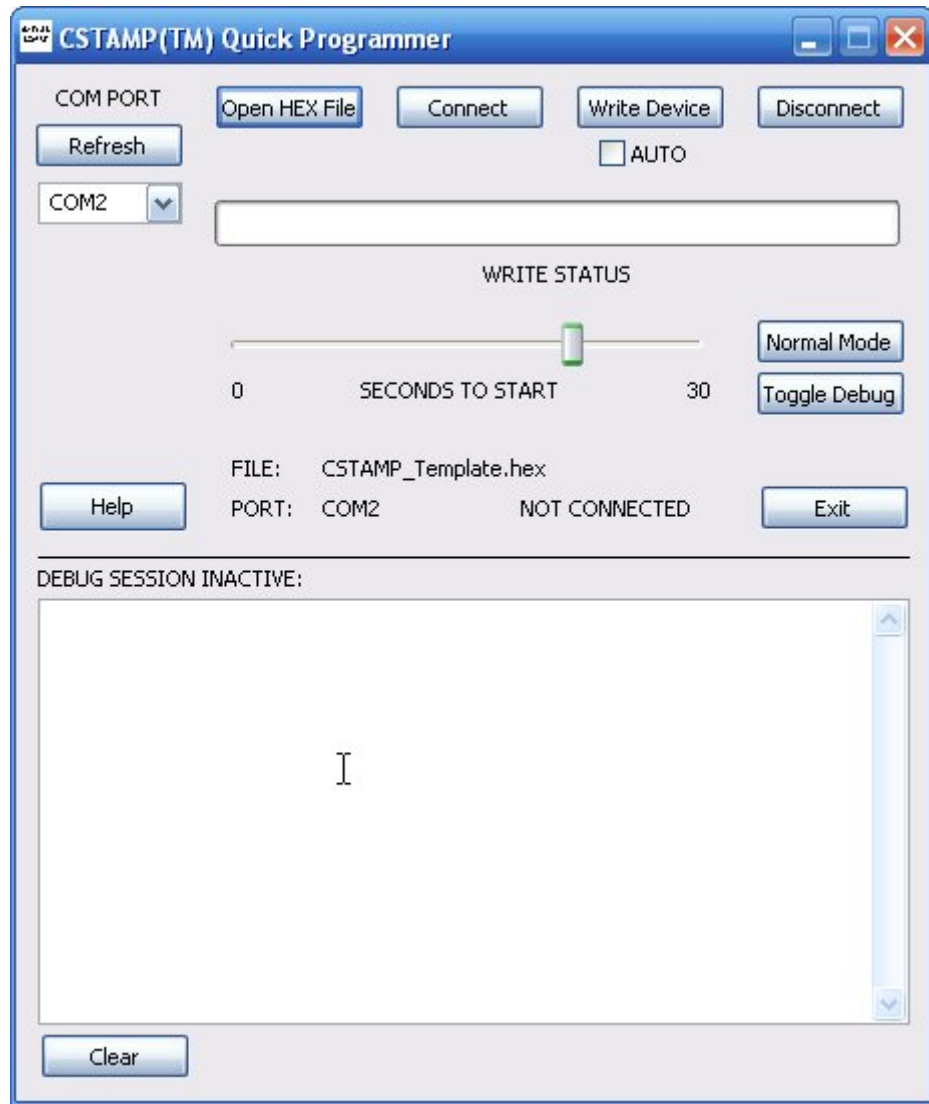 CSTAMP(TM) Quick Programmer
COM PORT
Open HEX File
Connect
Write Device
Disconnect
Refresh
AUTO
COM2
WRITE STATUS
Normal Mode
0 SECONDS TO START 30
Toggle Debug
FILE: CSTAMP_Template.hex
Help
PORT: COM2 NOT CONNECTED
Exit
DEBUG SESSION INACTIVE:
Clear